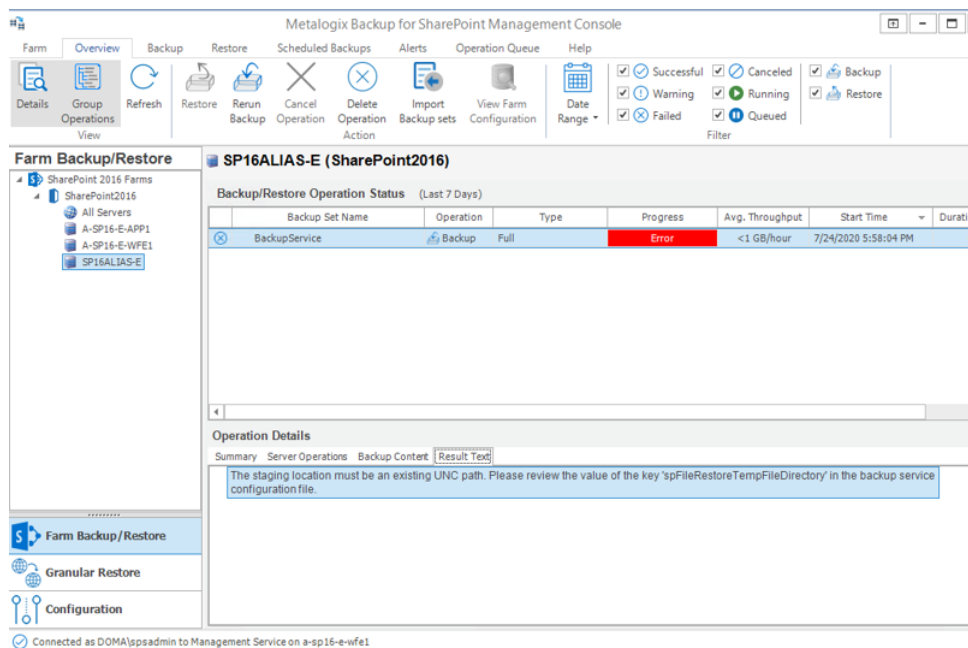 Metalogix Backup for SharePoint Management Console
Farm Overview Backup Restore Scheduled Backups Alerts Operation Queue Help
Details
Group Operations
Refresh
View
Restore
Rerun Backup
Cancel Operation
Delete Operation
Import Backup sets
View Farm Configuration
Action
Date Range
Successful Canceled Backup
Warning Running Restore
Failed Queued
Filter
Farm Backup/Restore
SharePoint 2016 Farms
SharePoint2016
All Servers
A-SP16-E-APP1
A-SP16-E-WFE1
SP16ALIAS-E
SP16ALIAS-E (SharePoint2016)
Backup/Restore Operation Status (Last 7 Days)
Backup Set Name Operation Type Progress Avg. Throughput Start Time Durati
BackupService Backup Full Error <1 GB/hour 7/24/2020 5:58:04 PM
Operation Details
Summary Server Operations Backup Content Result Text
The staging location must be an existing UNC path. Please review the value of the key 'spFileRestoreTempFileDirectory' in the backup service
configuration file.
Farm Backup/Restore
Granular Restore
Configuration
Connected as DOMA\spsadmin to Management Service on a-sp16-e-wfe1